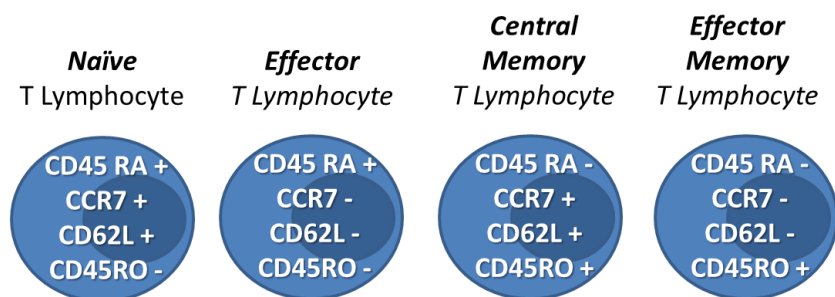 Naïve
T Lymphocyte
Effector
T Lymphocyte
Central
Memory
T Lymphocyte
Effector
Memory
T Lymphocyte
CD45 RA +
CCR7 +
CD62L +
CD45RO -
CD45 RA +
CCR7 -
CD62L -
CD45RO -
CD45 RA -
CCR7 +
CD62L +
CD45RO +
CD45 RA -
CCR7 -
CD62L -
CD45RO +